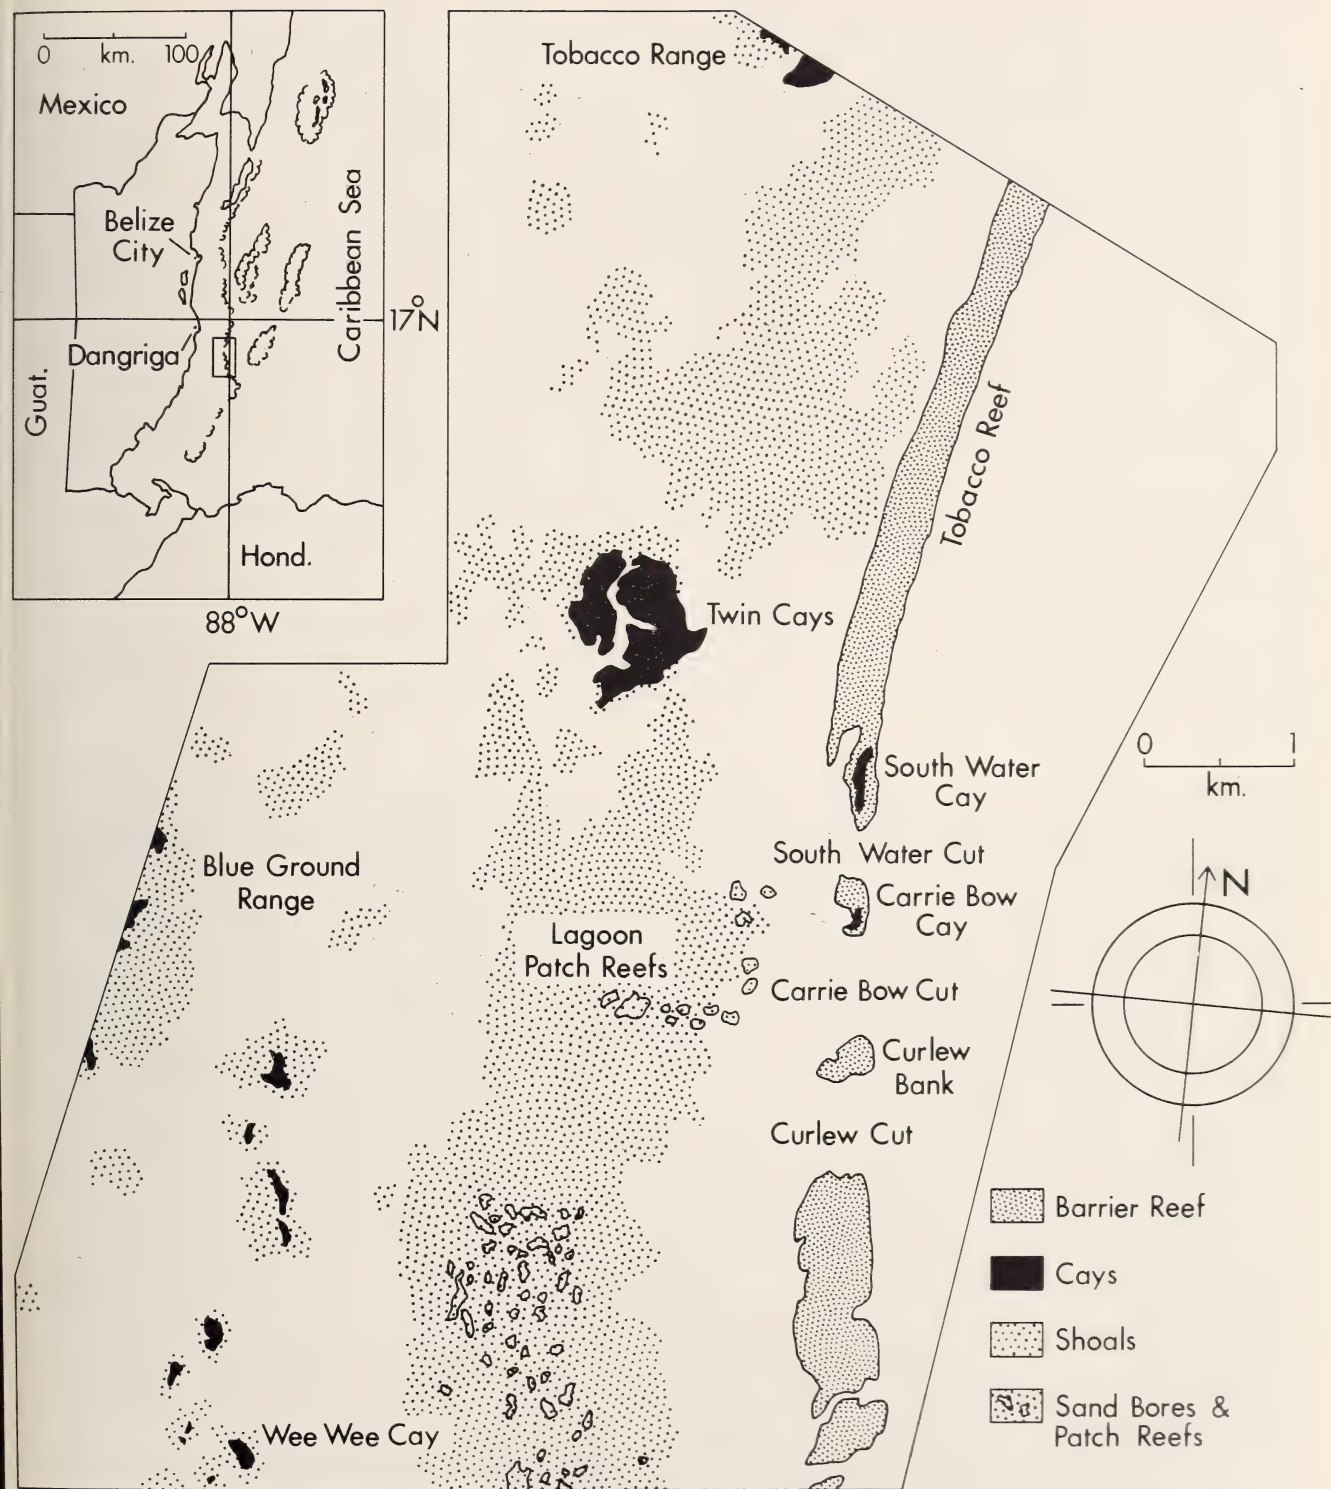 0 km. 100
Mexico
Belize
City
Caribbean Sea
17°N
Dangriga
Guat.
Hond.
88°W
Tobacco Range
Tobacco Reef
Twin Cays
South Water
Cay
0 1
km.
South Water Cut
Blue Ground
Range
Carrie Bow
Cay
N
Lagoon
Patch Reefs
Carrie Bow Cut
Curlew
Bank
Curlew Cut
Barrier Reef
Cays
Shoals
Sand Bores &
Patch Reefs
Wee Wee Cay